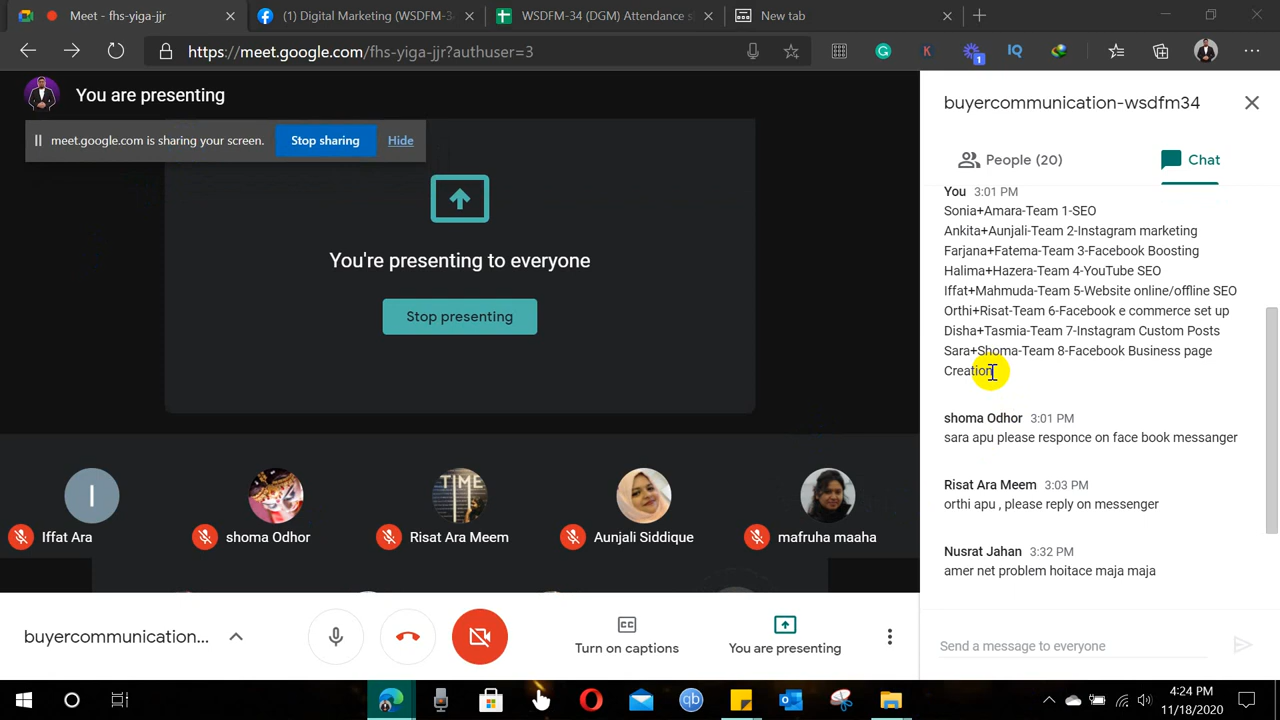 Meet - fhs-yiga-jjr
(1) Digital Marketing (WSDFM-34
WSDFM-34 (DGM) Attendance s
New tab
https://meet.google.com/fhs-yiga-jjr?authuser=3
You are presenting
meet.google.com is sharing your screen.
Stop sharing
Hide
You're presenting to everyone
Stop presenting
TIME
Iffat Ara
shoma Odhor
Risat Ara Meem
Aunjali Siddique
mafruha maaha
buyercommunication...
Turn on captions
You are presenting
buyercommunication-wsdfm34
People (20)
Chat
You 3:01 PM
Sonia+Amara-Team 1-SEO
Ankita+Aunjali-Team 2-Instagram marketing
Farjana+Fatema-Team 3-Facebook Boosting
Halima+Hazera-Team 4-YouTube SEO
Iffat+Mahmuda-Team 5-Website online/offline SEO
Orthi+Risat-Team 6-Facebook e commerce set up
Disha+Tasmia-Team 7-Instagram Custom Posts
Sara+Shoma-Team 8-Facebook Business page
Creation
shoma Odhor 3:01 PM
sara apu please responce on face book messanger
Risat Ara Meem 3:03 PM
orthi apu , please reply on messenger
Nusrat Jahan 3:32 PM
amer net problem hoitace maja maja
Send a message to everyone
4:24 PM
11/18/2020